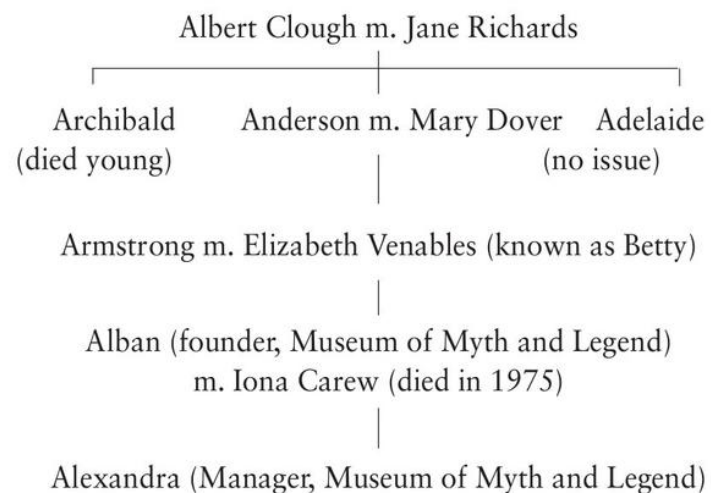 Albert Clough m. Jane Richards
Archibald Anderson m. Mary Dover Adelaide
(died young) (no issue)
Armstrong m. Elizabeth Venables (known as Betty)
Alban (founder, Museum of Myth and Legend)
m. Iona Carew (died in 1975)
Alexandra (Manager, Museum of Myth and Legend)